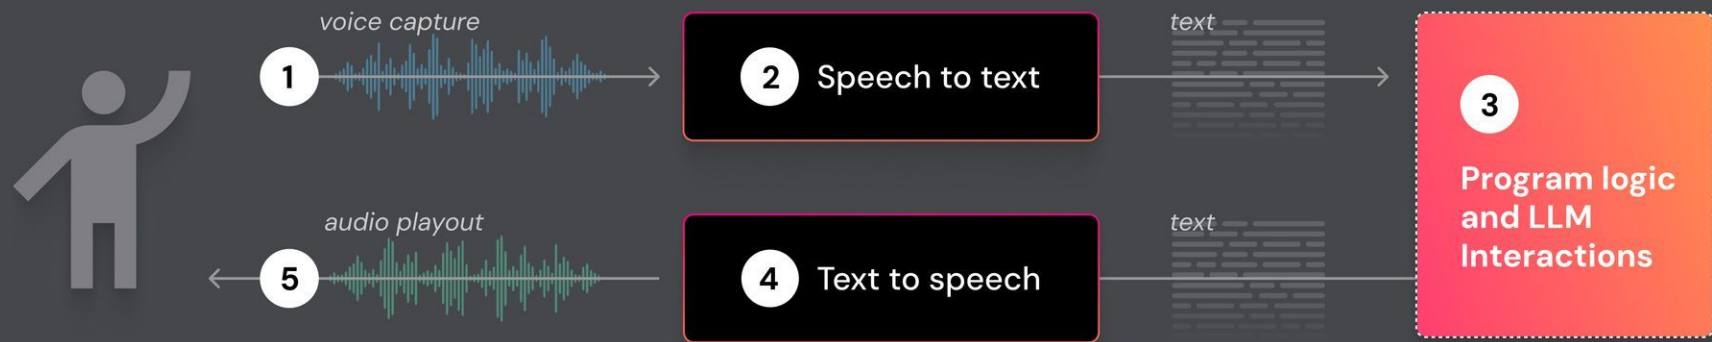 voice capture
1
2 Speech to text
text
3
Program logic
and LLM
Interactions
text
4 Text to speech
audio playout
5